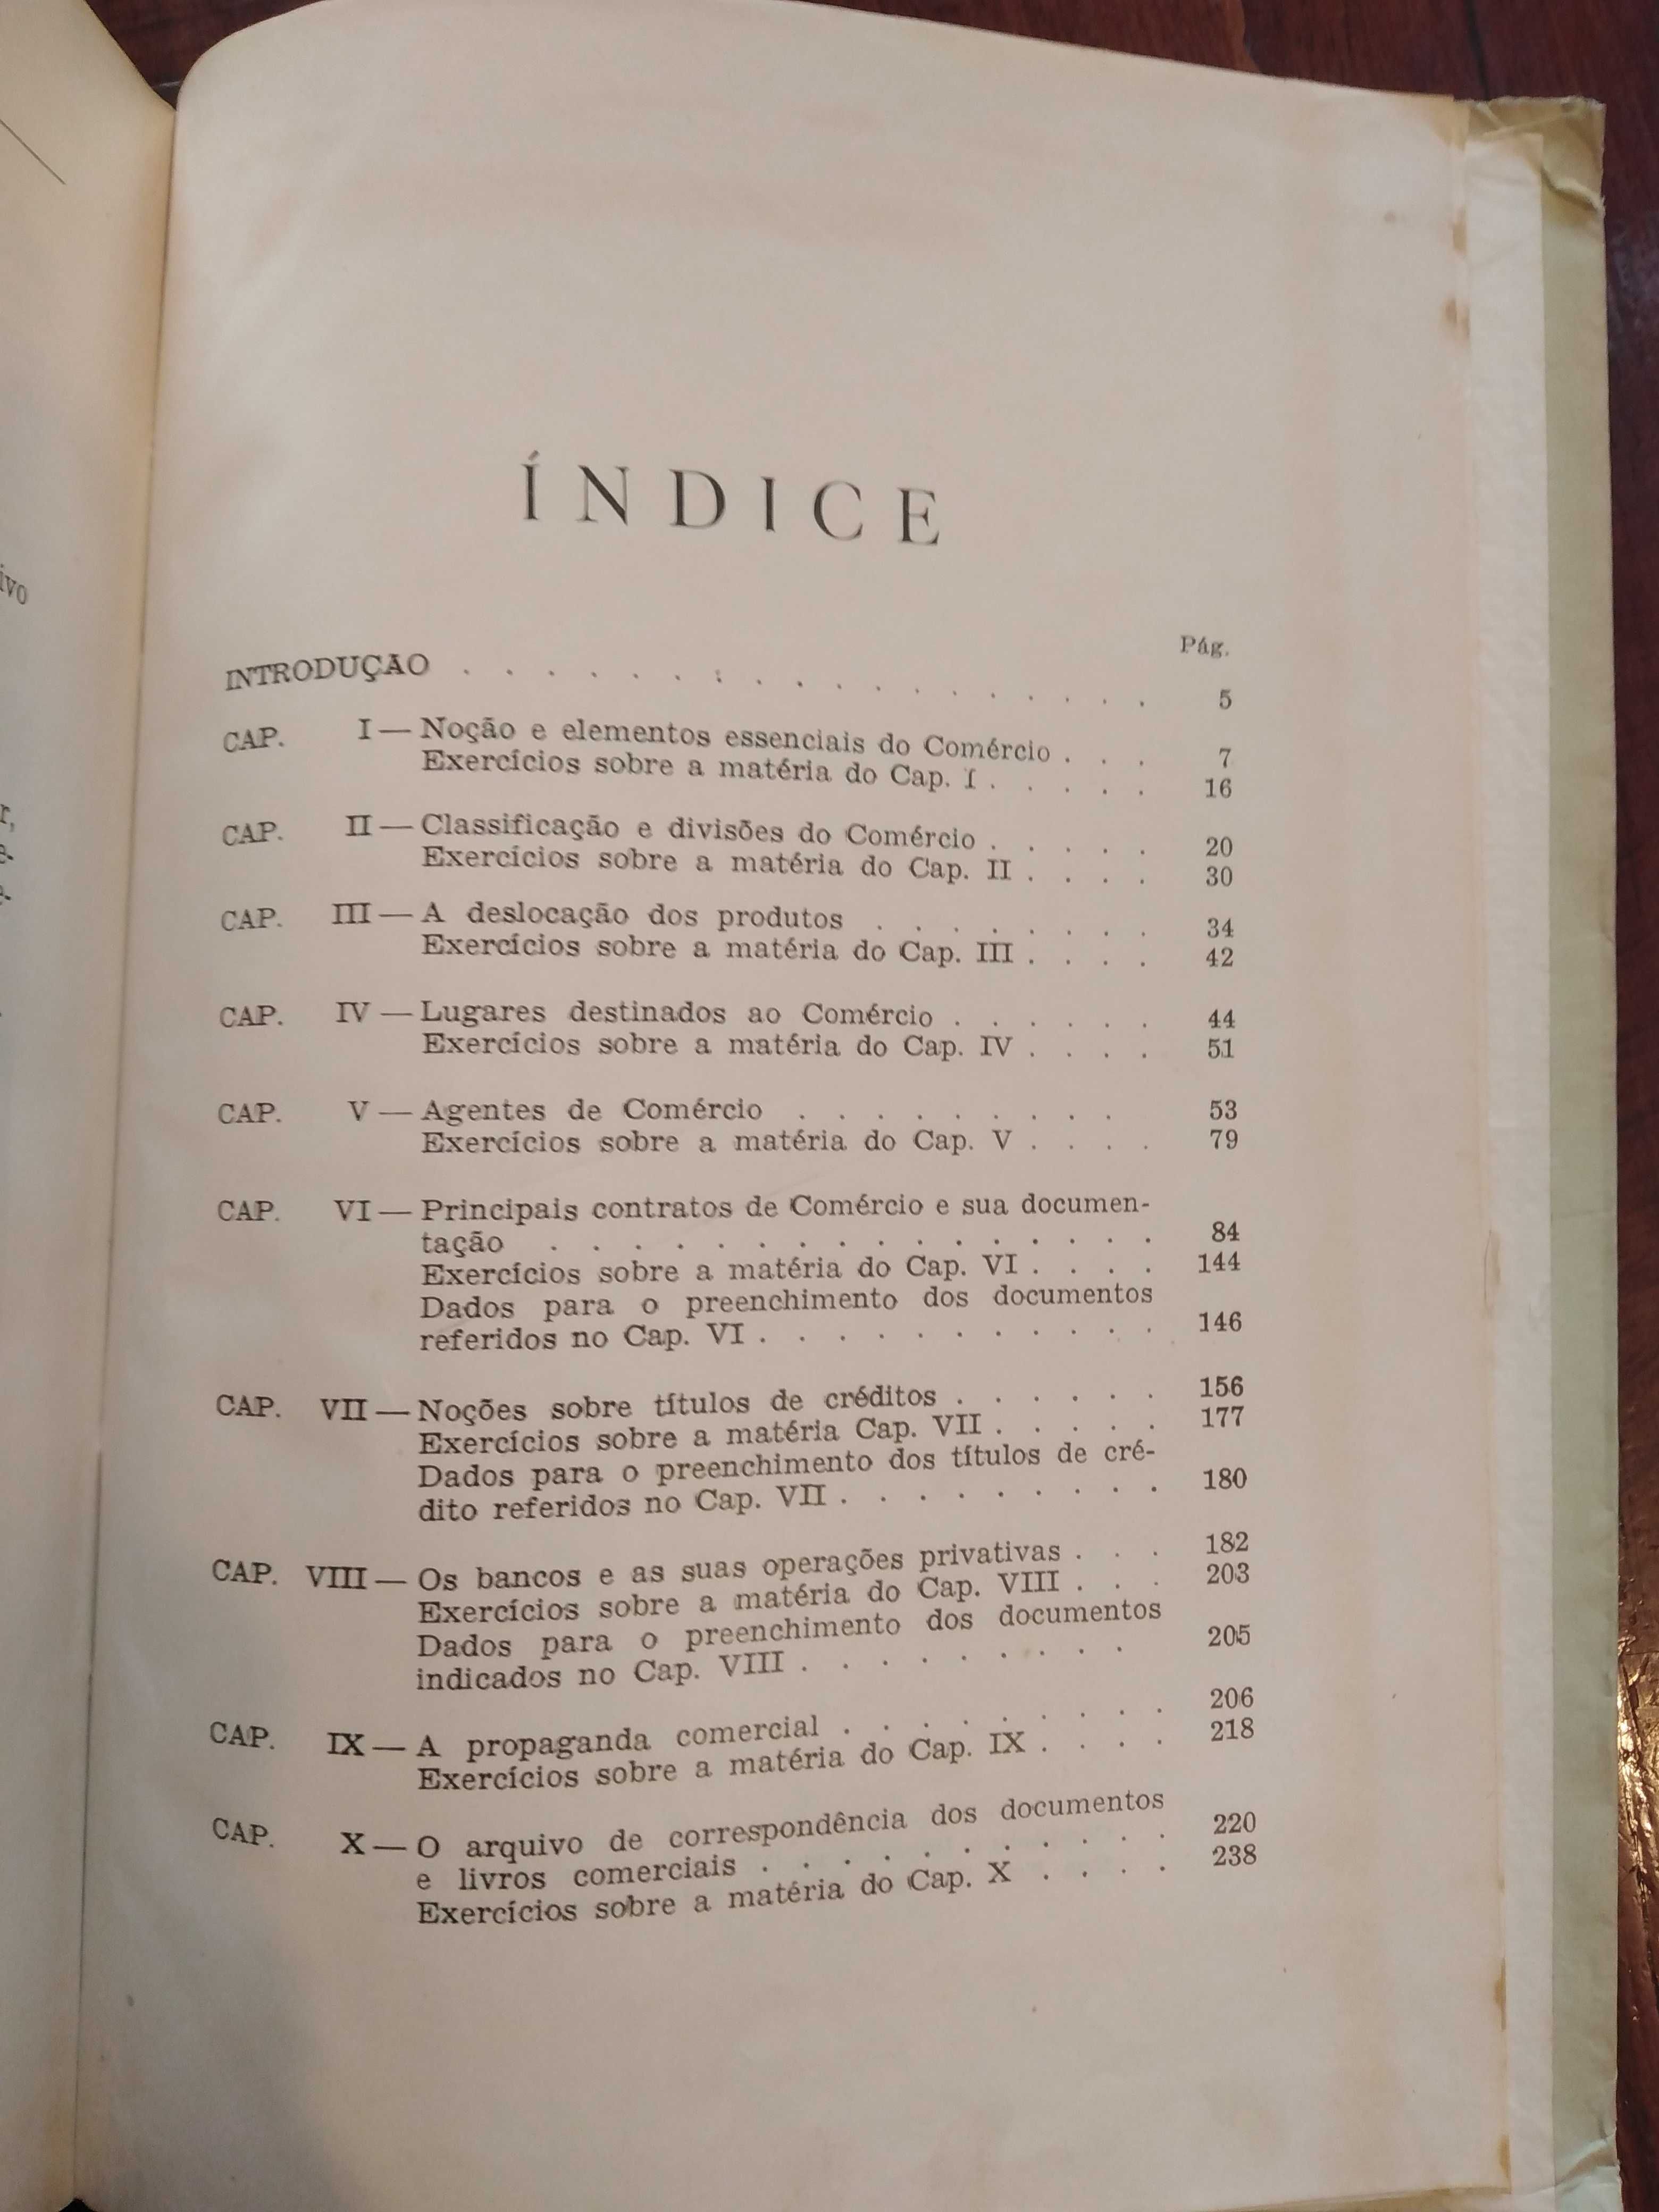 ivo
r,
e-
e-
ÍNDICE
Pág.
INTRODUÇÃO . . . . . . . . . . . . . . . . . 5
CAP. I — Noção e elementos essenciais do Comércio . . . 7
Exercícios sobre a matéria do Cap. I . . . . . 16
CAP. II — Classificação e divisões do Comércio . . . . . 20
Exercícios sobre a matéria do Cap. II . . . . 30
CAP. III — A deslocação dos produtos . . . . . . . . 34
Exercícios sobre a matéria do Cap. III . . . . 42
CAP. IV — Lugares destinados ao Comércio . . . . . . 44
Exercícios sobre a matéria do Cap. IV . . . . 51
CAP. V — Agentes de Comércio . . . . . . . . . 53
Exercícios sobre a matéria do Cap. V . . . . 79
CAP. VI — Principais contratos de Comércio e sua documen-
tação . . . . . . . . . . . . . . . 84
Exercícios sobre a matéria do Cap. VI . . . . 144
Dados para o preenchimento dos documentos
referidos no Cap. VI . . . . . . . . . . . 146
CAP. VII — Noções sobre títulos de créditos . . . . . . 156
Exercícios sobre a matéria Cap. VII . . . . . 177
Dados para o preenchimento dos títulos de cré-
dito referidos no Cap. VII . . . . . . . . . 180
CAP. VIII — Os bancos e as suas operações privativas . . . 182
Exercícios sobre a matéria do Cap. VIII . . . 203
Dados para o preenchimento dos documentos
indicados no Cap. VIII . . . . . . . . . 205
CAP. IX — A propaganda comercial . . . . . . . . . 206
Exercícios sobre a matéria do Cap. IX . . . . 218
CAP. X — O arquivo de correspondência dos documentos
e livros comerciais . . . . . . . . . . . 220
Exercícios sobre a matéria do Cap. X . . . . 238